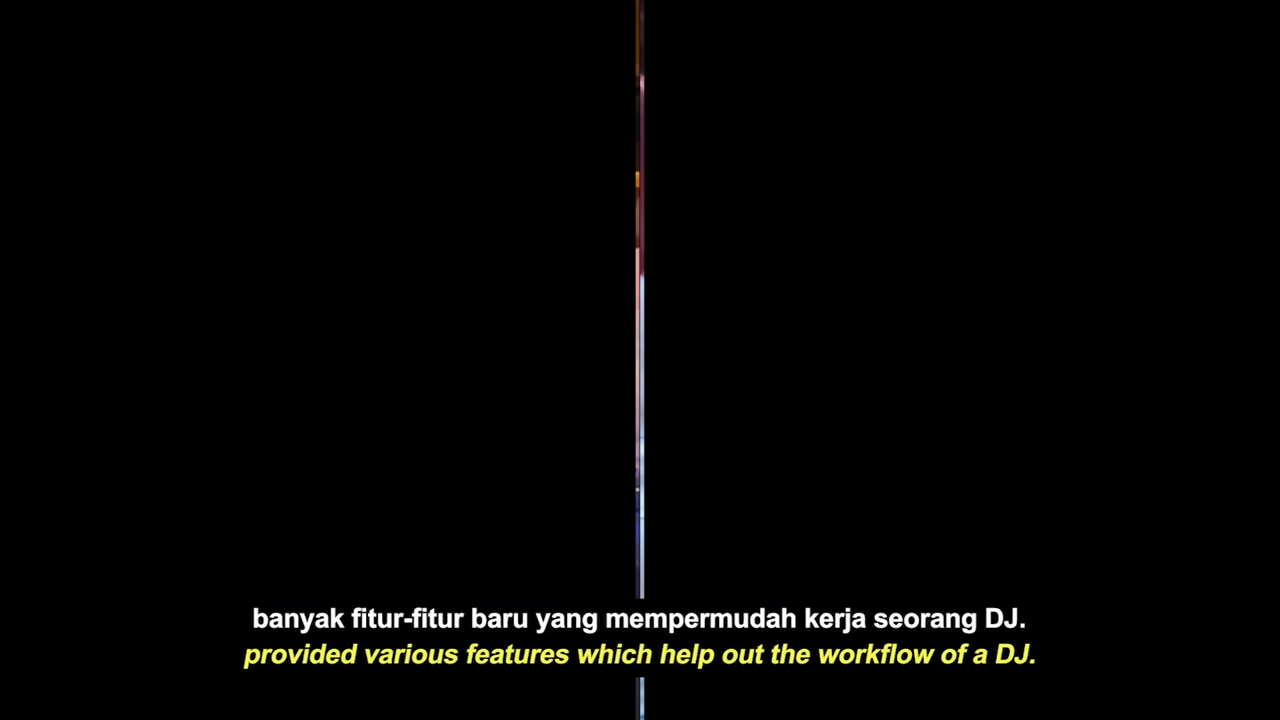 banyak fitur-fitur baru yang mempermudah kerja seorang DJ.
provided various features which help out the workflow of a DJ.